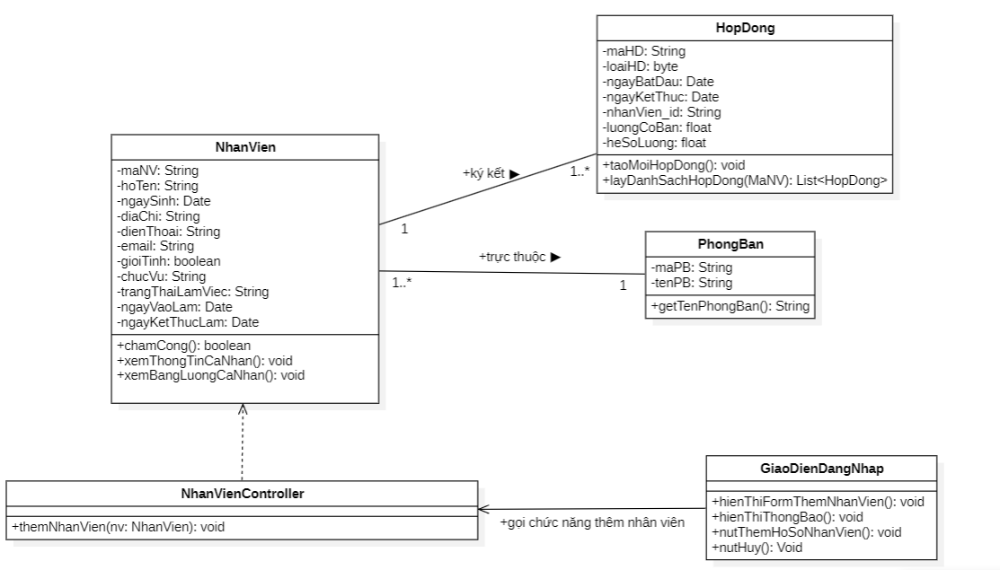 HopDong
-maHD: String
-loaiHD: byte
-ngayBatDau: Date
-ngayKetThuc: Date
-nhanVien_id: String
-luongCoBan: float
-heSoLuong: float
+taoMoiHopDong(): void
+layDanhSachHopDong(MaNV): List<HopDong>
NhanVien
-maNV: String
-hoTen: String
-ngaySinh: Date
-diaChi: String
-dienThoai: String
-email: String
-gioiTinh: boolean
-chucVu: String
-trangThaiLamViec: String
-ngayVaoLam: Date
-ngayKetThucLam: Date
+chamCong(): boolean
+xemThongTinCaNhan(): void
+xemBangLuongCaNhan(): void
+ký kết ▶
1..*
1
+trực thuộc ▶
1..*
1
PhongBan
-maPB: String
-tenPB: String
+getTenPhongBan(): String
NhanVienController
+themNhanVien(nv: NhanVien): void
+gọi chức năng thêm nhân viên
GiaoDienDangNhap
+hienThiFormThemNhanVien(): void
+hienThiThongBao(): void
+nutThemHoSoNhanVien(): void
+nutHuy(): Void